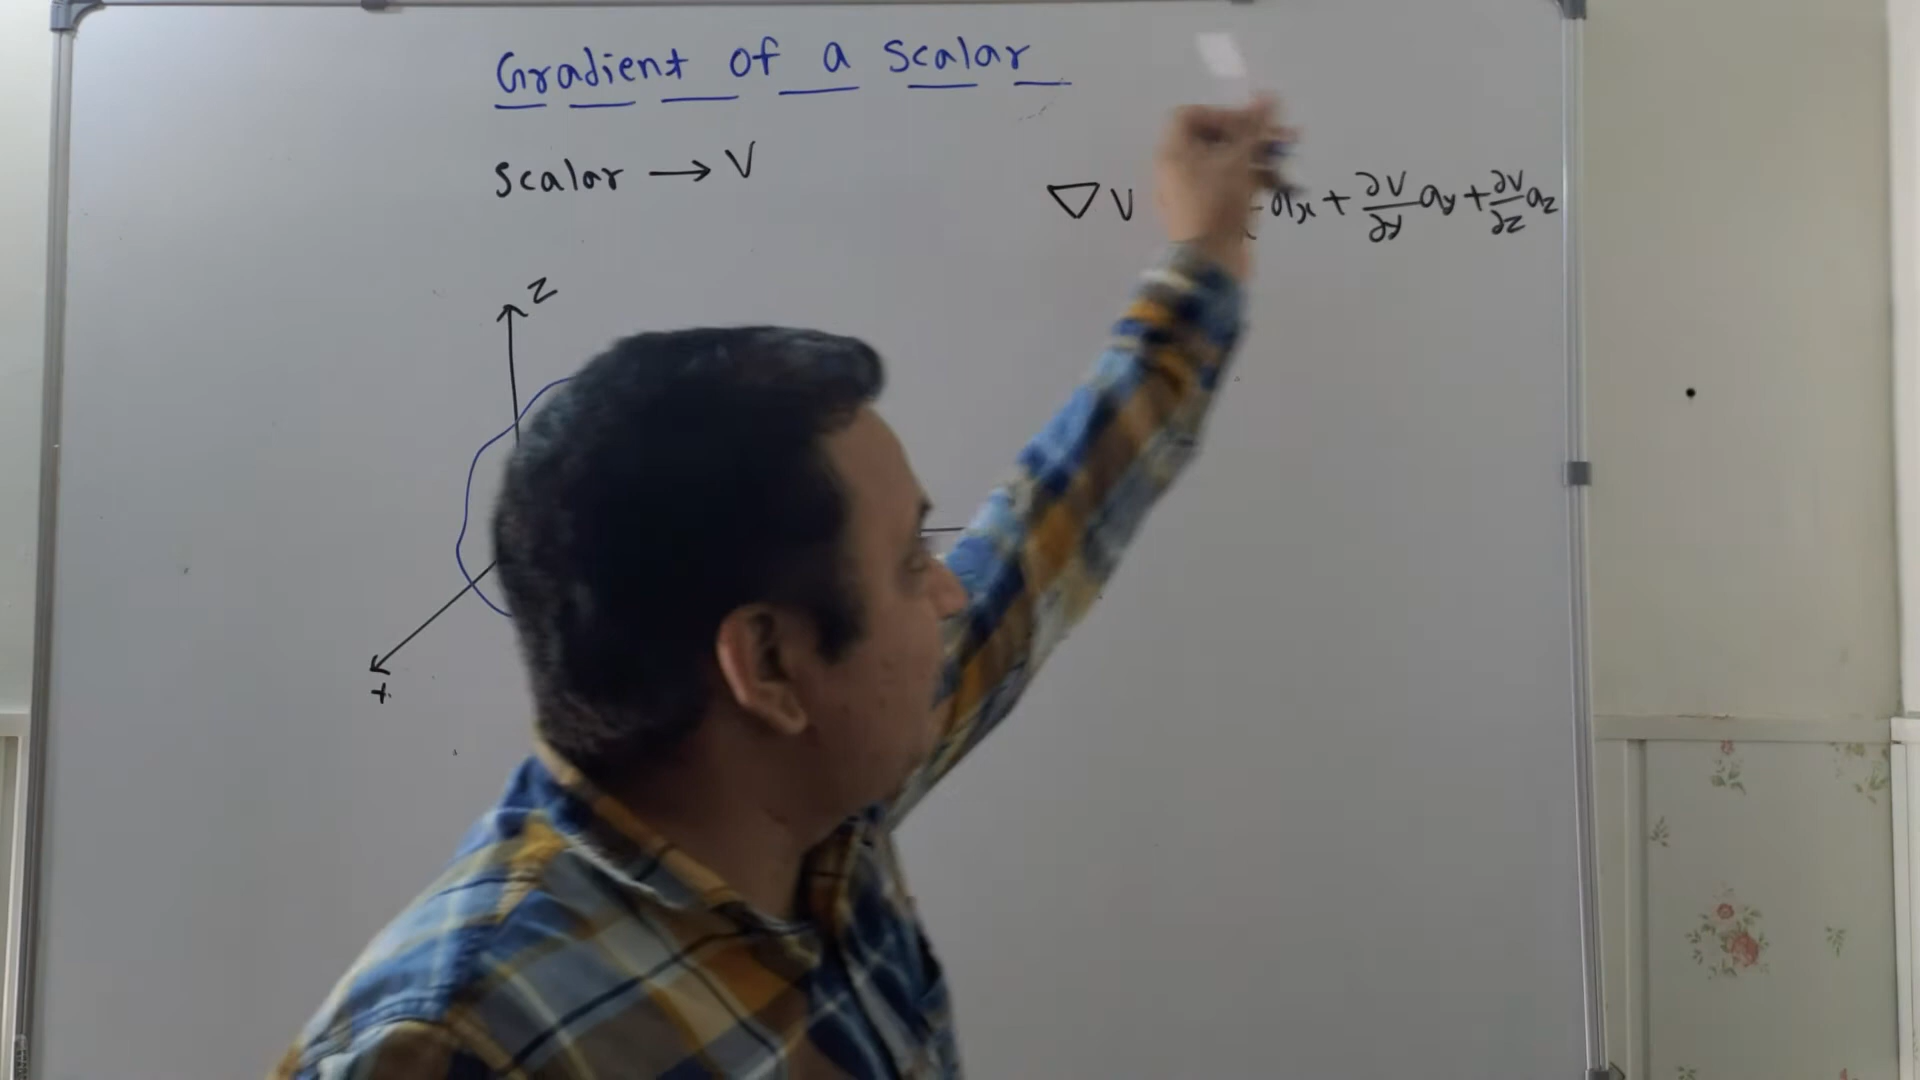 Gradient of a scalar
scalar → V
∇V ax + ∂V/∂y ay + ∂V/∂z az
z
x